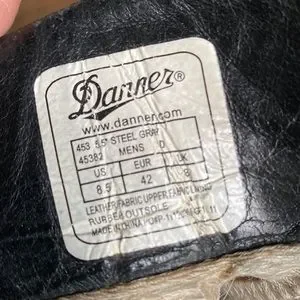 Danner®
www.danner.com
453 5.5" STEEL GRAY
45382 MENS D
US EUR UK
8.5 42 8
LEATHER/FABRIC UPPER, FABRIC LINING
RUBBER OUTSOLE
MADE IN CHINA